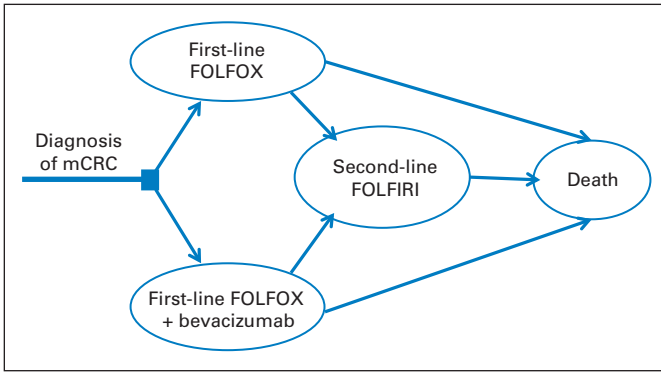 First-line
FOLFOX
Diagnosis
of mCRC
Second-line
FOLFIRI
Death
First-line FOLFOX
+ bevacizumab